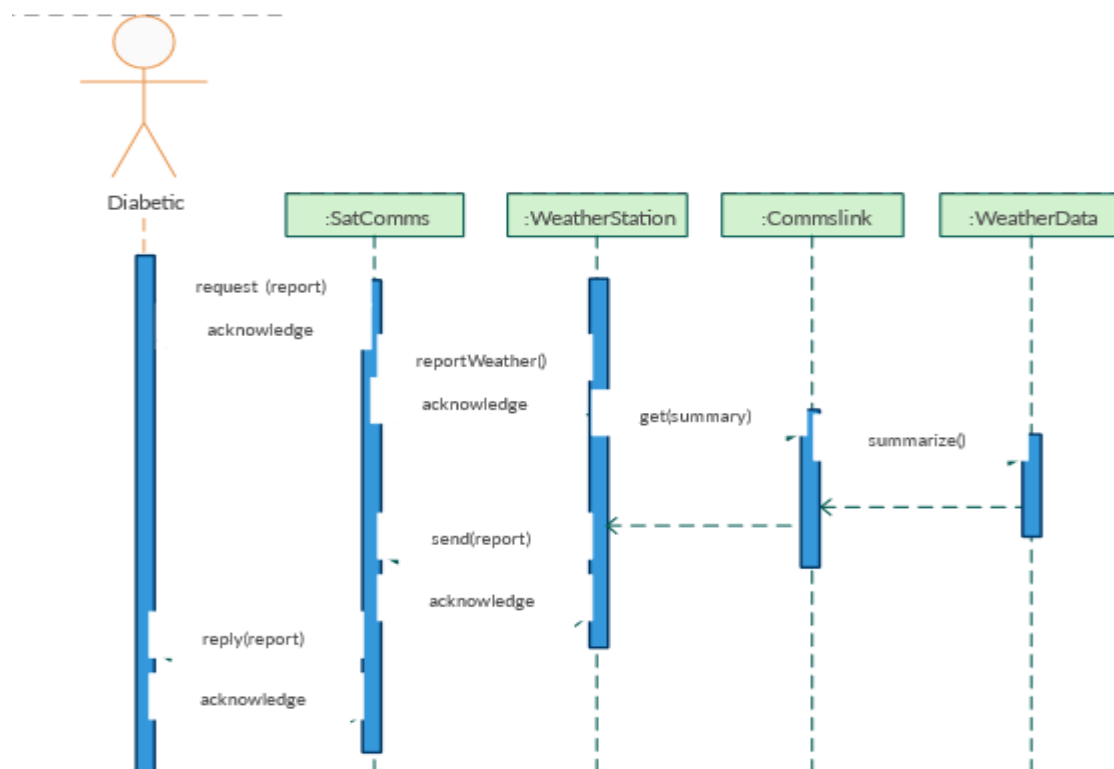 Diabetic
:SatComms
:WeatherStation
:Commslink
:WeatherData
request (report)
acknowledge
reportWeather()
acknowledge
get(summary)
summarize()
send(report)
acknowledge
reply(report)
acknowledge